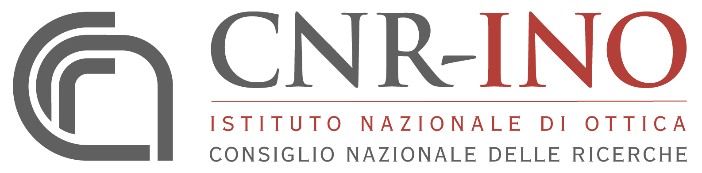 CNR-INO
ISTITUTO NAZIONALE DI OTTICA
CONSIGLIO NAZIONALE DELLE RICERCHE